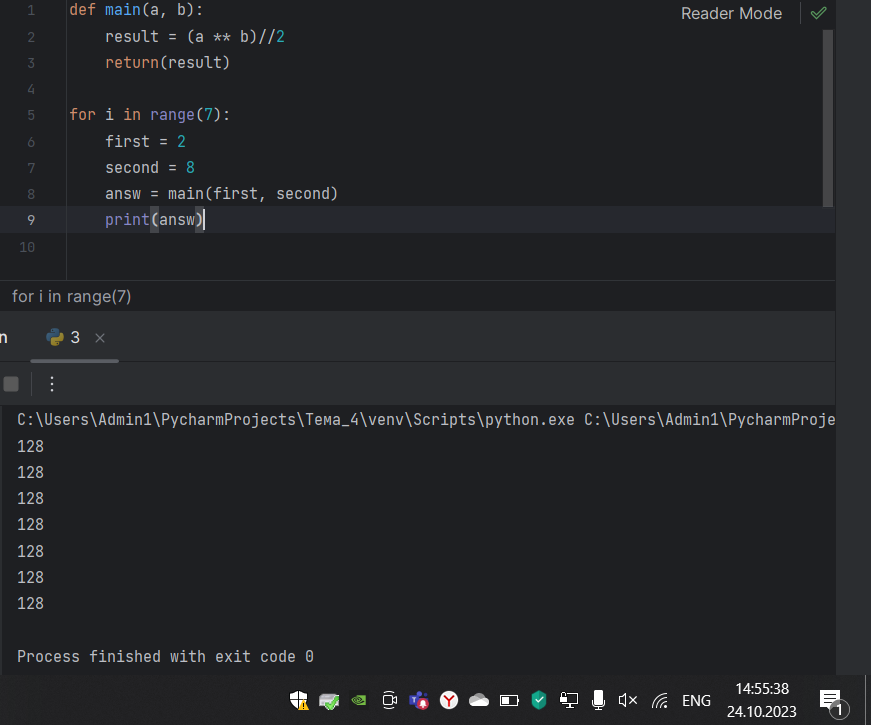 Reader Mode
1 def main(a, b):
2 result = (a ** b)//2
3 return(result)
4
5 for i in range(7):
6 first = 2
7 second = 8
8 answ = main(first, second)
9 print(answ)
10
for i in range(7)
n 3 ×
C:\Users\Admin1\PycharmProjects\Тема_4\venv\Scripts\python.exe C:\Users\Admin1\PycharmProje
128
128
128
128
128
128
128
Process finished with exit code 0
ENG 14:55:38
24.10.2023
1